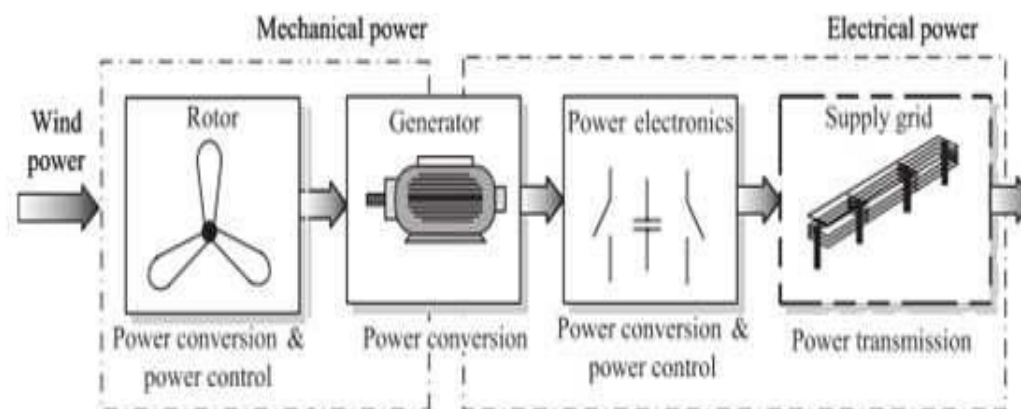 Mechanical power
Electrical power
Wind
power
Rotor
Generator
Power electronics
Supply grid
Power conversion &
power control
Power conversion
Power conversion &
power control
Power transmission